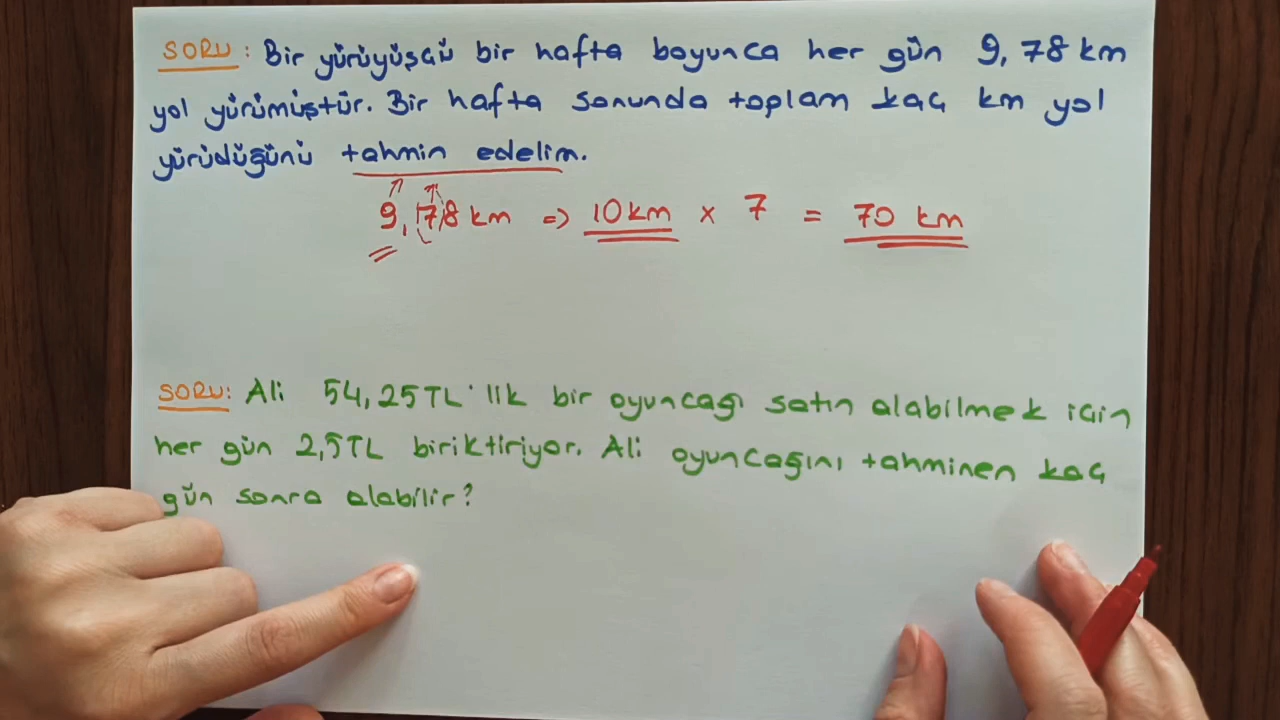 SORU: Bir yürüyüşçü bir hafta boyunca her gün 9,78 km
yol yürümüştür. Bir hafta sonunda toplam kaç km yol
yürüdüğünü tahmin edelim.
9,78 km => 10 km x 7 = 70 km
SORU: Ali 54,25 TL'lik bir oyuncağı satın alabilmek için
her gün 2,5TL biriktiriyor. Ali oyuncağını tahminen kaç
gün sonra alabilir?